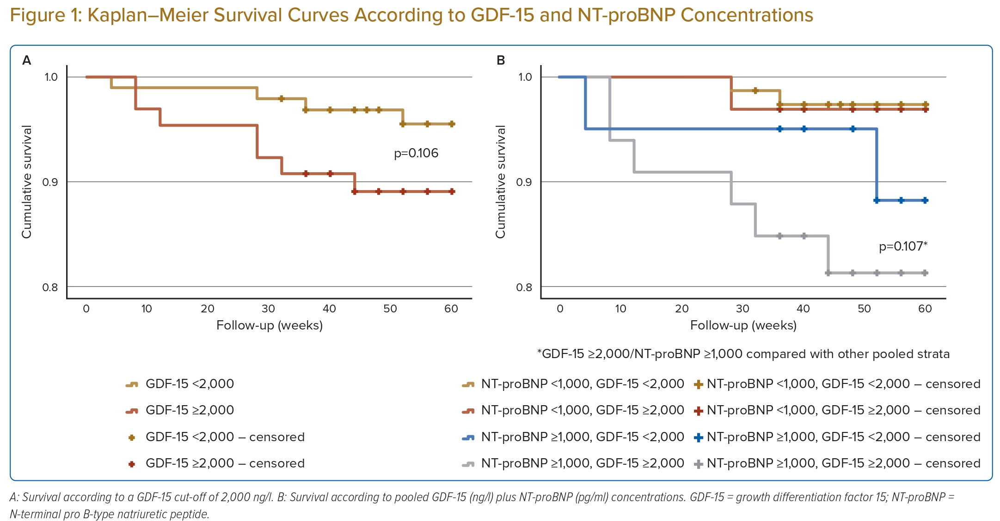 Figure 1: Kaplan–Meier Survival Curves According to GDF-15 and NT-proBNP Concentrations
A
1.0
0.9
0.8
Cumulative survival
p=0.106
0 10 20 30 40 50 60
Follow-up (weeks)
B
1.0
0.9
0.8
Cumulative survival
p=0.107*
0 10 20 30 40 50 60
Follow-up (weeks)
*GDF-15 ≥2,000/NT-proBNP ≥1,000 compared with other pooled strata
GDF-15 <2,000
GDF-15 ≥2,000
GDF-15 <2,000 – censored
GDF-15 ≥2,000 – censored
NT-proBNP <1,000, GDF-15 <2,000
NT-proBNP <1,000, GDF-15 ≥2,000
NT-proBNP ≥1,000, GDF-15 <2,000
NT-proBNP ≥1,000, GDF-15 ≥2,000
NT-proBNP <1,000, GDF-15 <2,000 – censored
NT-proBNP <1,000, GDF-15 ≥2,000 – censored
NT-proBNP ≥1,000, GDF-15 <2,000 – censored
NT-proBNP ≥1,000, GDF-15 ≥2,000 – censored
A: Survival according to a GDF-15 cut-off of 2,000 ng/l. B: Survival according to pooled GDF-15 (ng/l) plus NT-proBNP (pg/ml) concentrations. GDF-15 = growth differentiation factor 15; NT-proBNP =
N-terminal pro B-type natriuretic peptide.